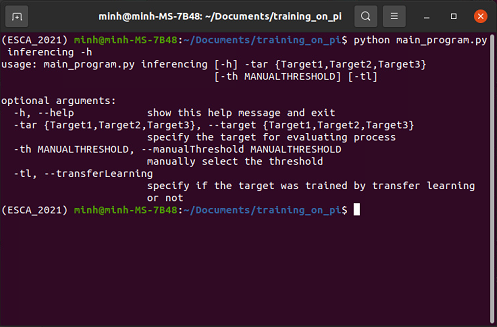 minh@minh-MS-7B48: ~/Documents/training_on_pi
(ESCA_2021) minh@minh-MS-7B48:~/Documents/training_on_pi$ python main_program.py
inferencing -h
usage: main_program.py inferencing [-h] -tar {Target1,Target2,Target3}
[-th MANUALTHRESHOLD] [-tl]
optional arguments:
-h, --help show this help message and exit
-tar {Target1,Target2,Target3}, --target {Target1,Target2,Target3}
specify the target for evaluating process
-th MANUALTHRESHOLD, --manualThreshold MANUALTHRESHOLD
manually select the threshold
-tl, --transferLearning
specify if the target was trained by transfer learning
or not
(ESCA_2021) minh@minh-MS-7B48:~/Documents/training_on_pi$